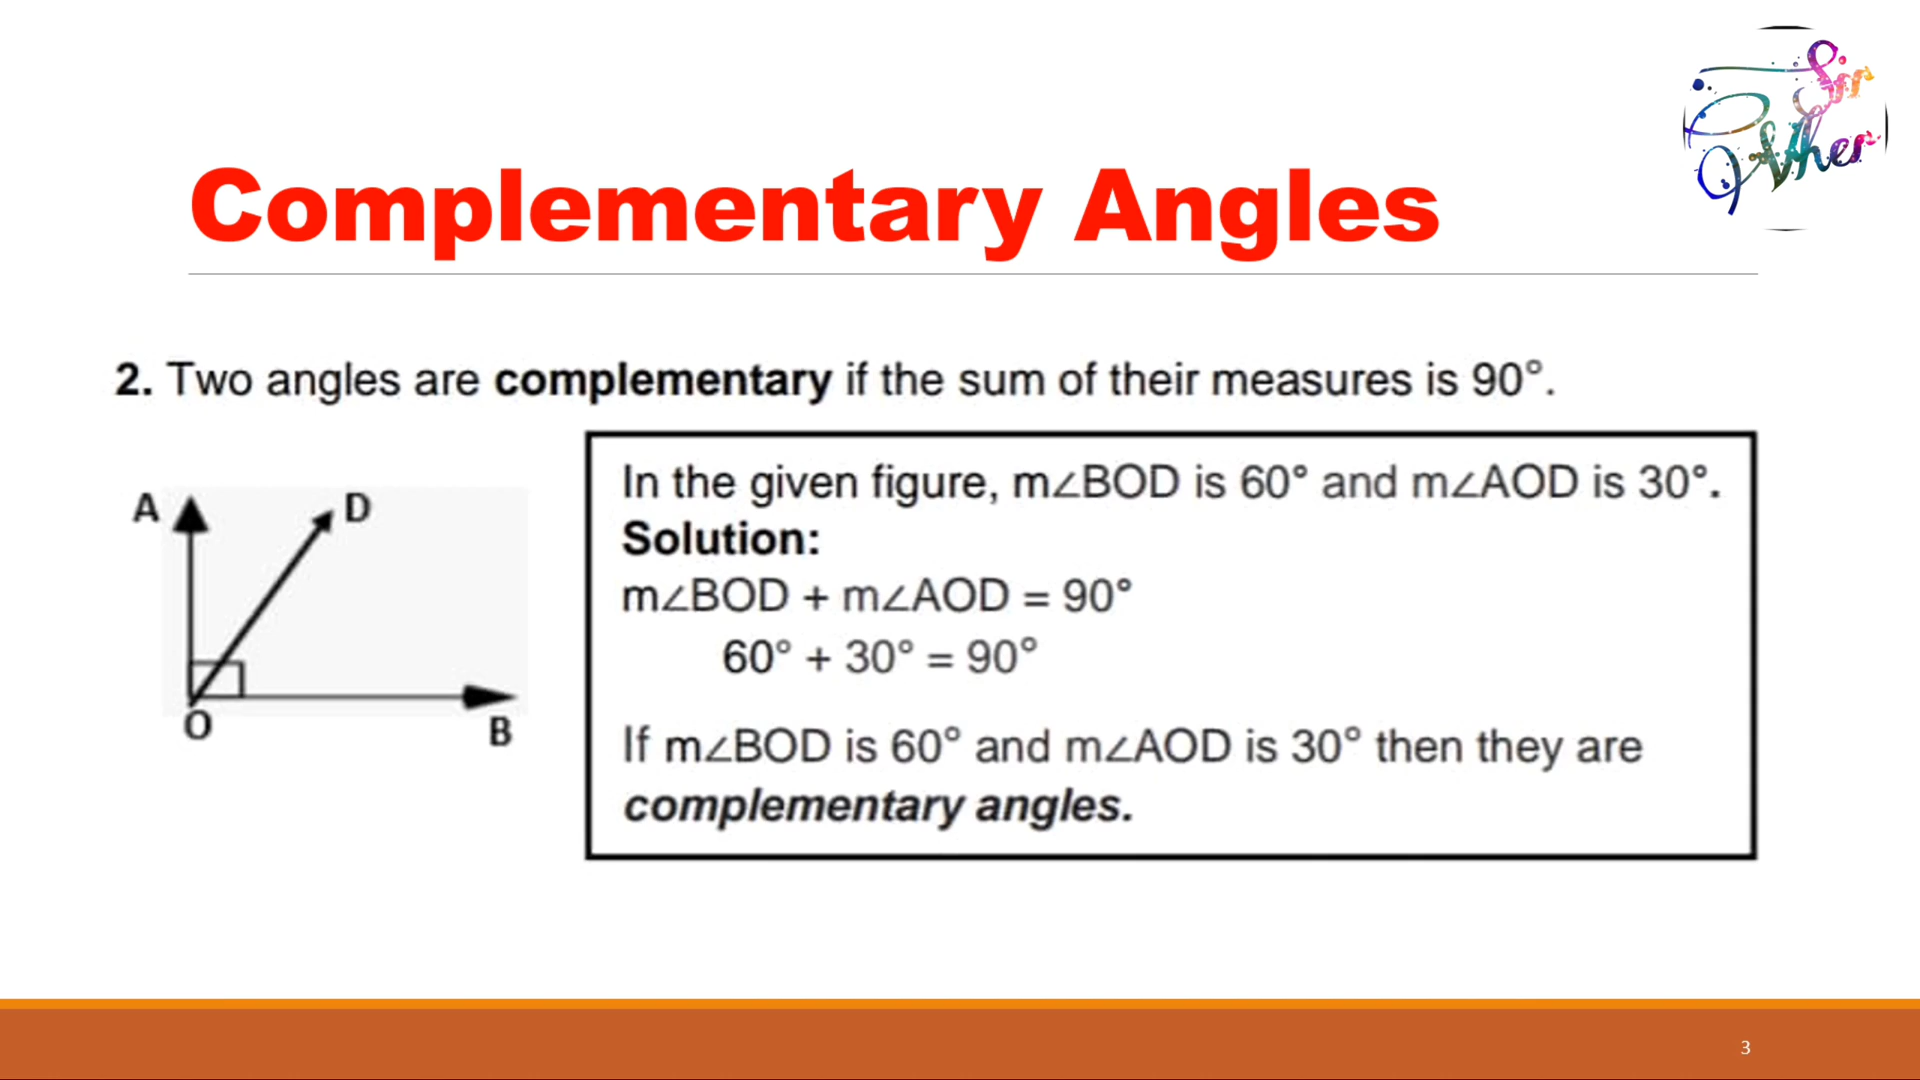 Sir
Complementary Angles
2. Two angles are complementary if the sum of their measures is 90°.
A
D
O
B
In the given figure, m∠BOD is 60° and m∠AOD is 30°.
Solution:
m∠BOD + m∠AOD = 90°
60° + 30° = 90°
If m∠BOD is 60° and m∠AOD is 30° then they are
complementary angles.
3